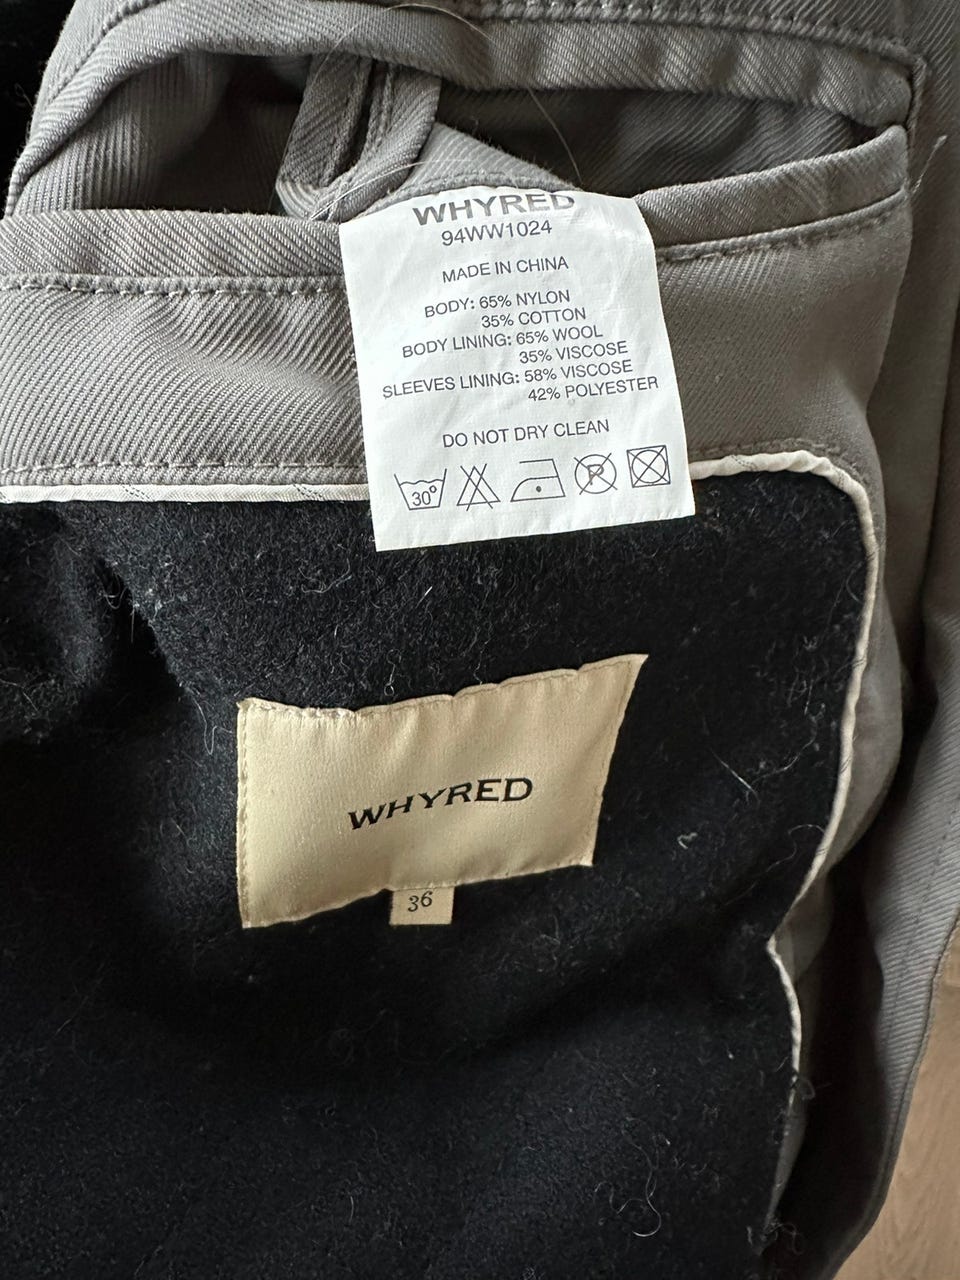 WHYRED
94WW1024
MADE IN CHINA
BODY: 65% NYLON
35% COTTON
BODY LINING: 65% WOOL
35% VISCOSE
SLEEVES LINING: 58% VISCOSE
42% POLYESTER
DO NOT DRY CLEAN
30° P
WHYRED
36